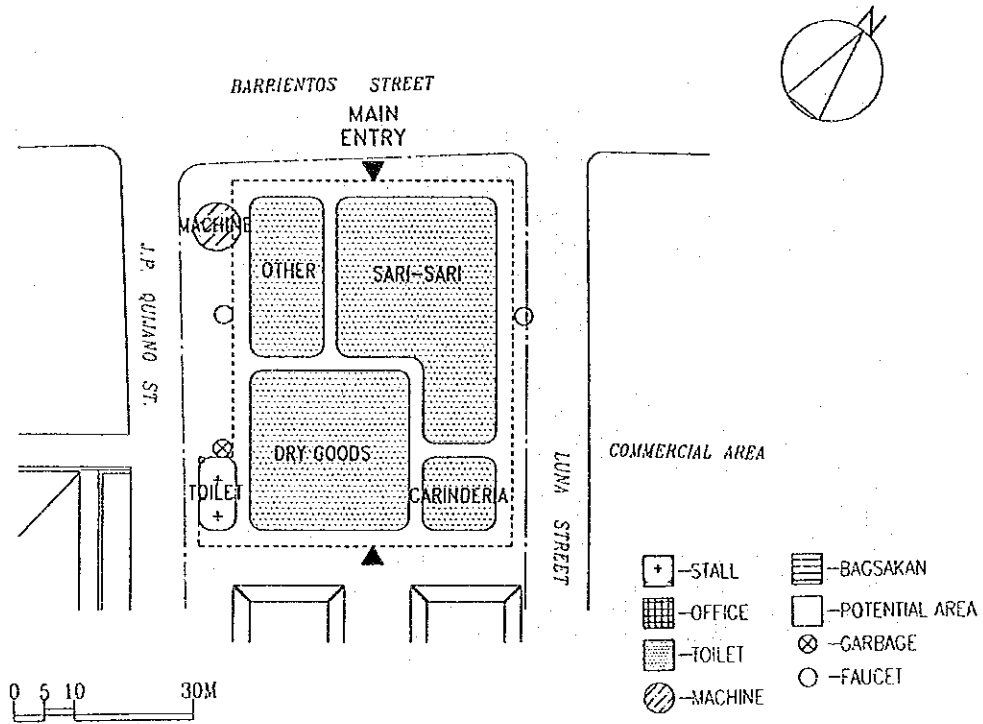 N
BARRIENTOS STREET
MAIN
ENTRY
MACHINE
OTHER
SARI-SARI
J.P. QUIJANO ST.
DRY GOODS
TOILET
CARINDERIA
LUNA STREET
COMMERCIAL AREA
+ -STALL
-OFFICE
-TOILET
-MACHINE
-BAGSAKAN
-POTENTIAL AREA
-GARBAGE
-FAUCET
0 5 10 30M